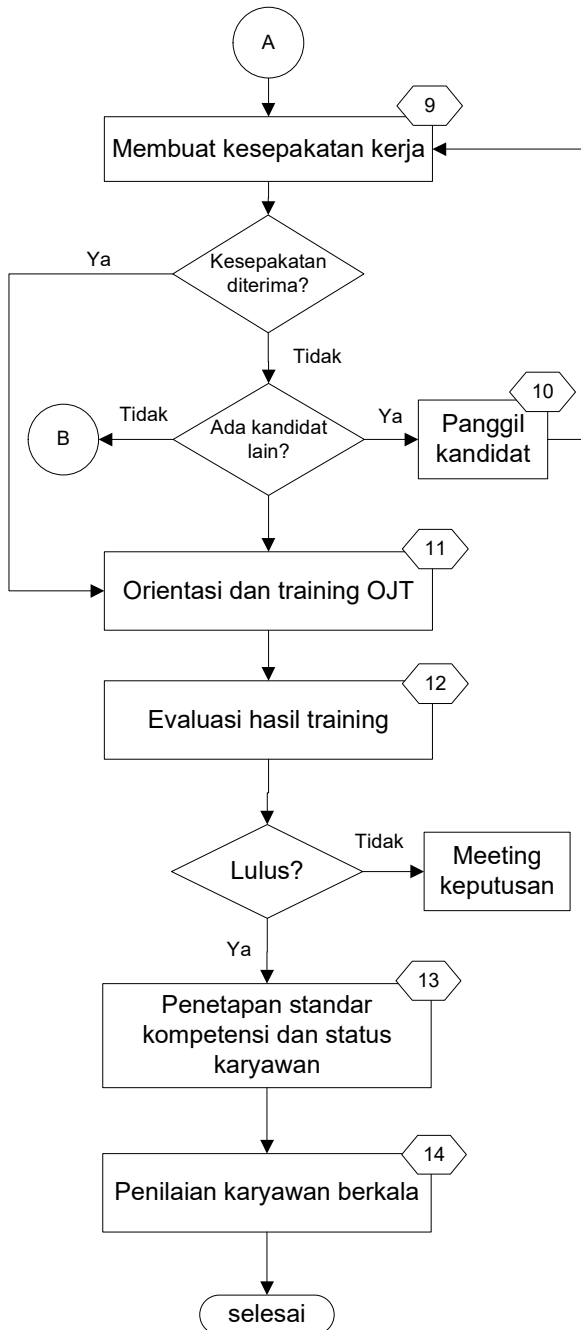 A
9
Membuat kesepakatan kerja
Ya
Kesepakatan
diterima?
Tidak
B
Tidak
Ada kandidat
lain?
Ya
10
Panggil
kandidat
11
Orientasi dan training OJT
12
Evaluasi hasil training
Lulus?
Tidak
Meeting
keputusan
Ya
13
Penetapan standar
kompetensi dan status
karyawan
14
Penilaian karyawan berkala
selesai